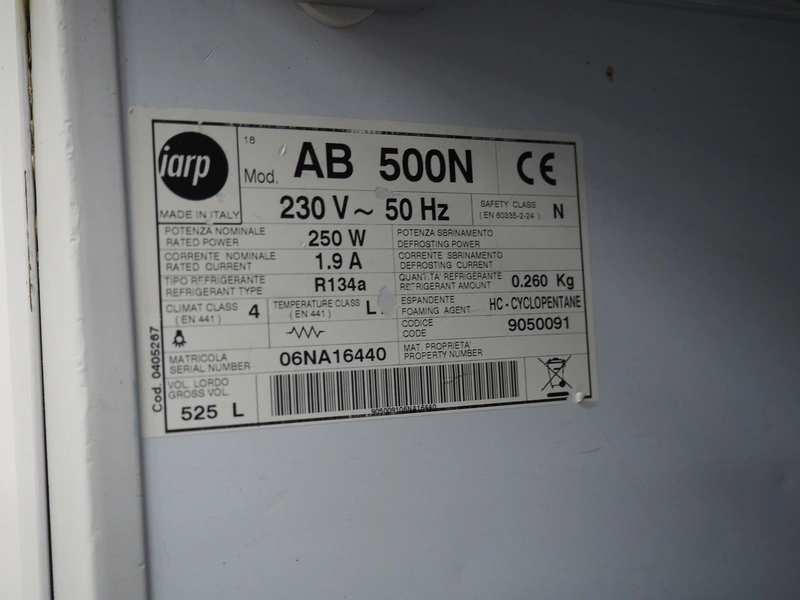 iarp
18
Mod. AB 500N
CE
MADE IN ITALY
230 V ~ 50 Hz
SAFETY CLASS
(EN 60335-2-24) N
POTENZA NOMINALE
RATED POWER
250 W
POTENZA SBRINAMENTO
DEFROSTING POWER
CORRENTE NOMINALE
RATED CURRENT
1.9 A
CORRENTE SBRINAMENTO
DEFROSTING CURRENT
TIPO REFRIGERANTE
REFRIGERANT TYPE
R134a
QUANTITA' REFRIGERANTE
REFRIGERANT AMOUNT
0.260 Kg
CLIMAT CLASS
(EN 441) 4
TEMPERATURE CLASS
(EN 441) L
ESPANDENTE
FOAMING AGENT
HC - CYCLOPENTANE
CODICE
CODE
9050091
MATRICOLA
SERIAL NUMBER
06NA16440
MAT. PROPRIETA'
PROPERTY NUMBER
VOL. LORDO
GROSS VOL.
525 L
905009106NA16440
Cod. 0405267